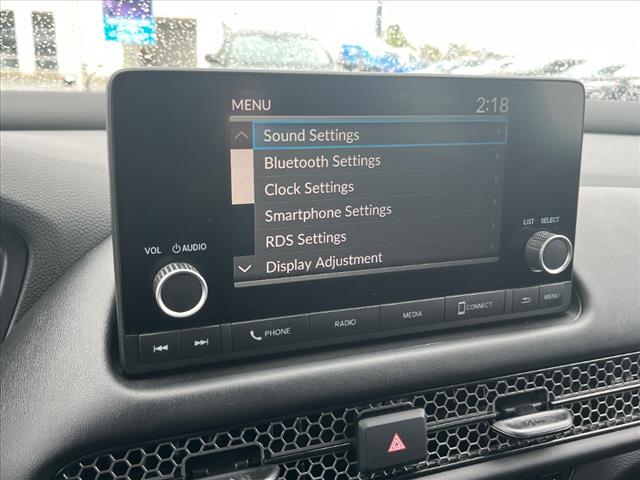 MENU 2:18
Sound Settings
Bluetooth Settings
Clock Settings
Smartphone Settings
RDS Settings
Display Adjustment
VOL AUDIO
LIST SELECT
PHONE RADIO MEDIA CONNECT MENU